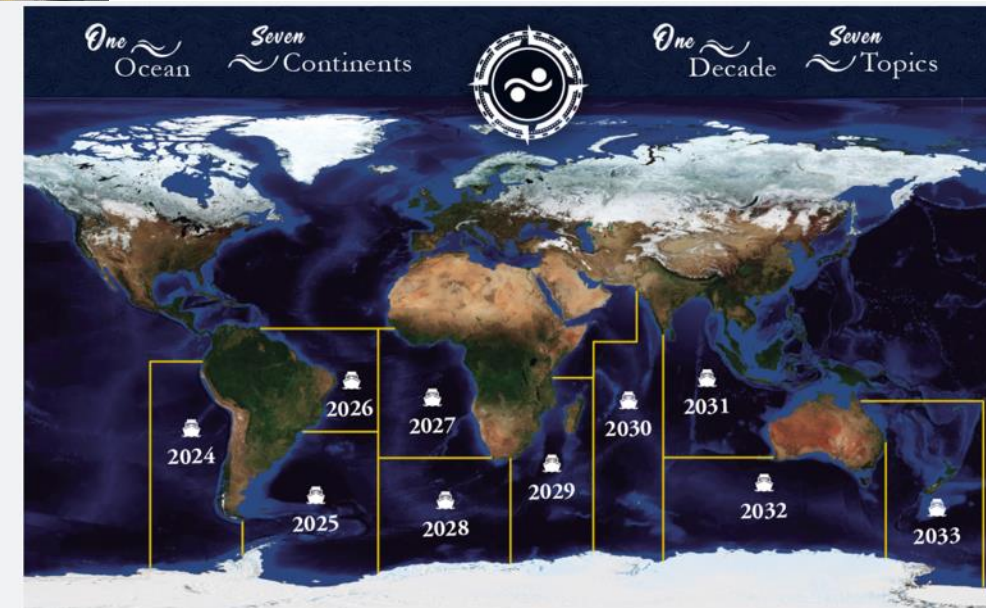 One
Ocean
Seven
Continents
One
Decade
Seven
Topics
2024
2025
2026
2027
2028
2029
2030
2031
2032
2033